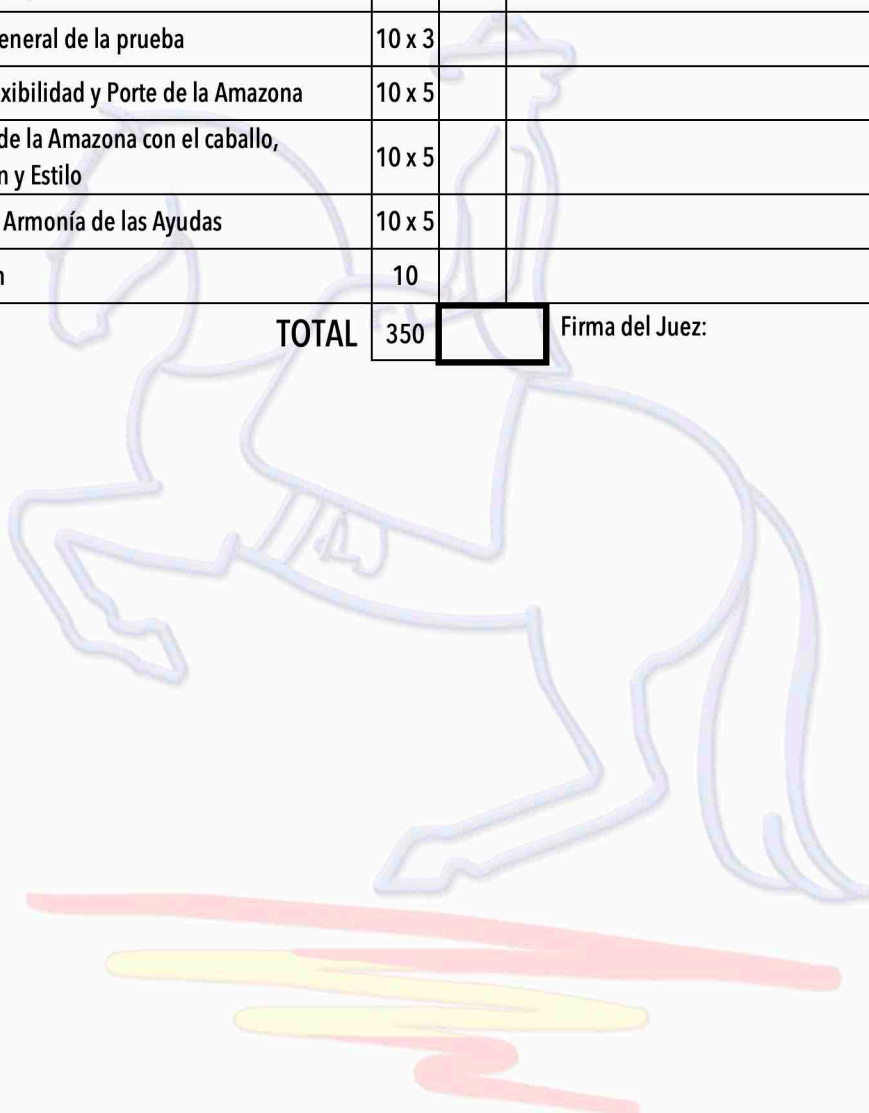 eneral de la prueba 10 x 3
xibilidad y Porte de la Amazona 10 x 5
de la Amazona con el caballo,
n y Estilo 10 x 5
Armonía de las Ayudas 10 x 5
n 10
TOTAL 350 Firma del Juez: